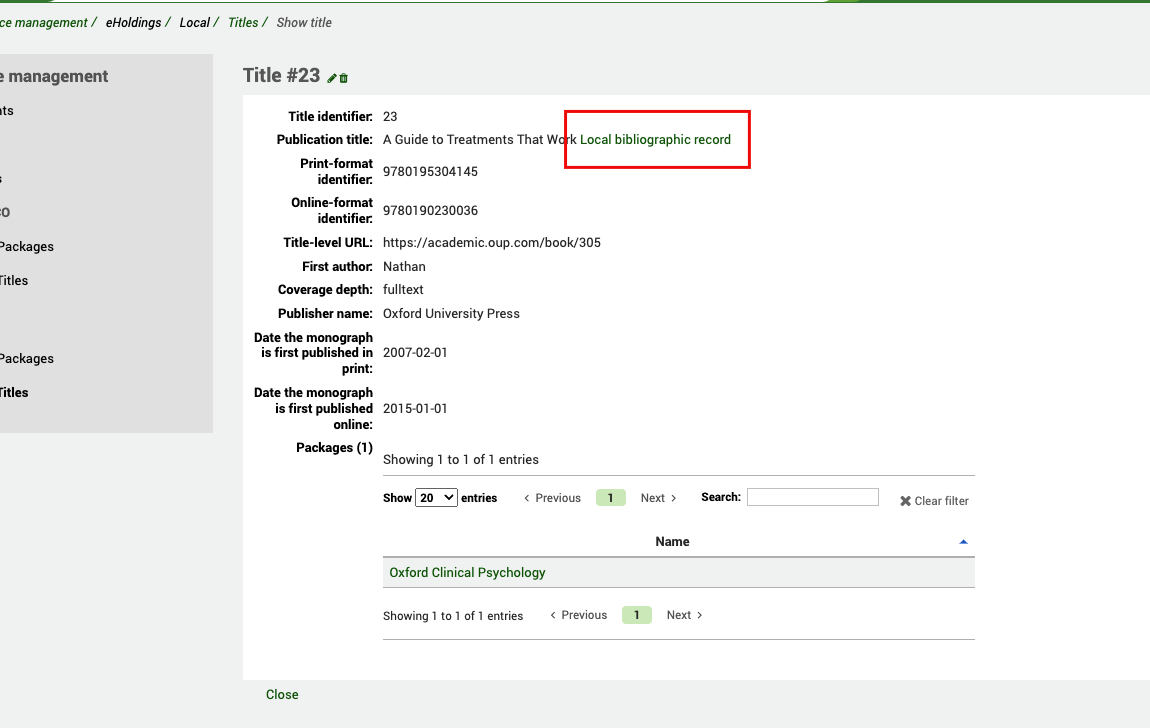 ce management / eHoldings / Local / Titles / Show title
e management
nts
s
co
Packages
Titles
Packages
Titles
Title #23
Title identifier: 23
Publication title: A Guide to Treatments That Work Local bibliographic record
Print-format
identifier:
9780195304145
Online-format
identifier:
9780190230036
Title-level URL: https://academic.oup.com/book/305
First author: Nathan
Coverage depth: fulltext
Publisher name: Oxford University Press
Date the monograph
is first published in
print:
2007-02-01
Date the monograph
is first published
online:
2015-01-01
Packages (1)
Showing 1 to 1 of 1 entries
Show 20 entries Previous 1 Next Search: Clear filter
Name
Oxford Clinical Psychology
Showing 1 to 1 of 1 entries Previous 1 Next
Close